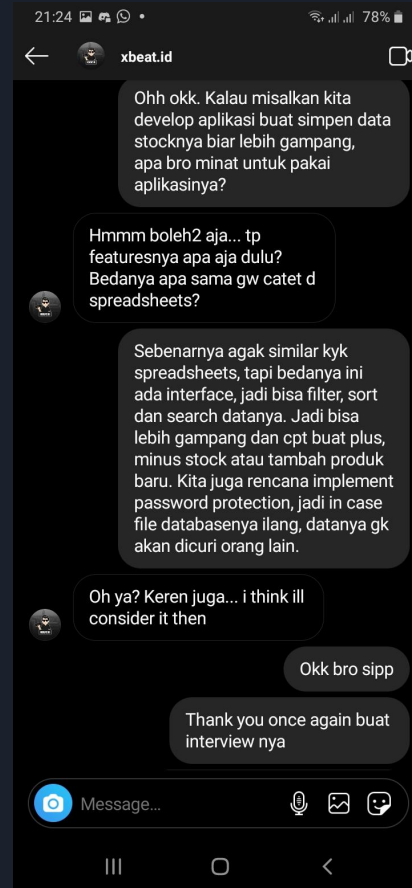 21:24
78%
xbeat.id
Ohh okk. Kalau misalkan kita
develop aplikasi buat simpen data
stocknya biar lebih gampang,
apa bro minat untuk pakai
aplikasinya?
Hmmm boleh2 aja... tp
featuresnya apa aja dulu?
Bedanya apa sama gw catet d
spreadsheets?
Sebenarnya agak similar kyk
spreadsheets, tapi bedanya ini
ada interface, jadi bisa filter, sort
dan search datanya. Jadi bisa
lebih gampang dan cpt buat plus,
minus stock atau tambah produk
baru. Kita juga rencana implement
password protection, jadi in case
file databasenya ilang, datanya gk
akan dicuri orang lain.
Oh ya? Keren juga... i think ill
consider it then
Okk bro sipp
Thank you once again buat
interview nya
Message...